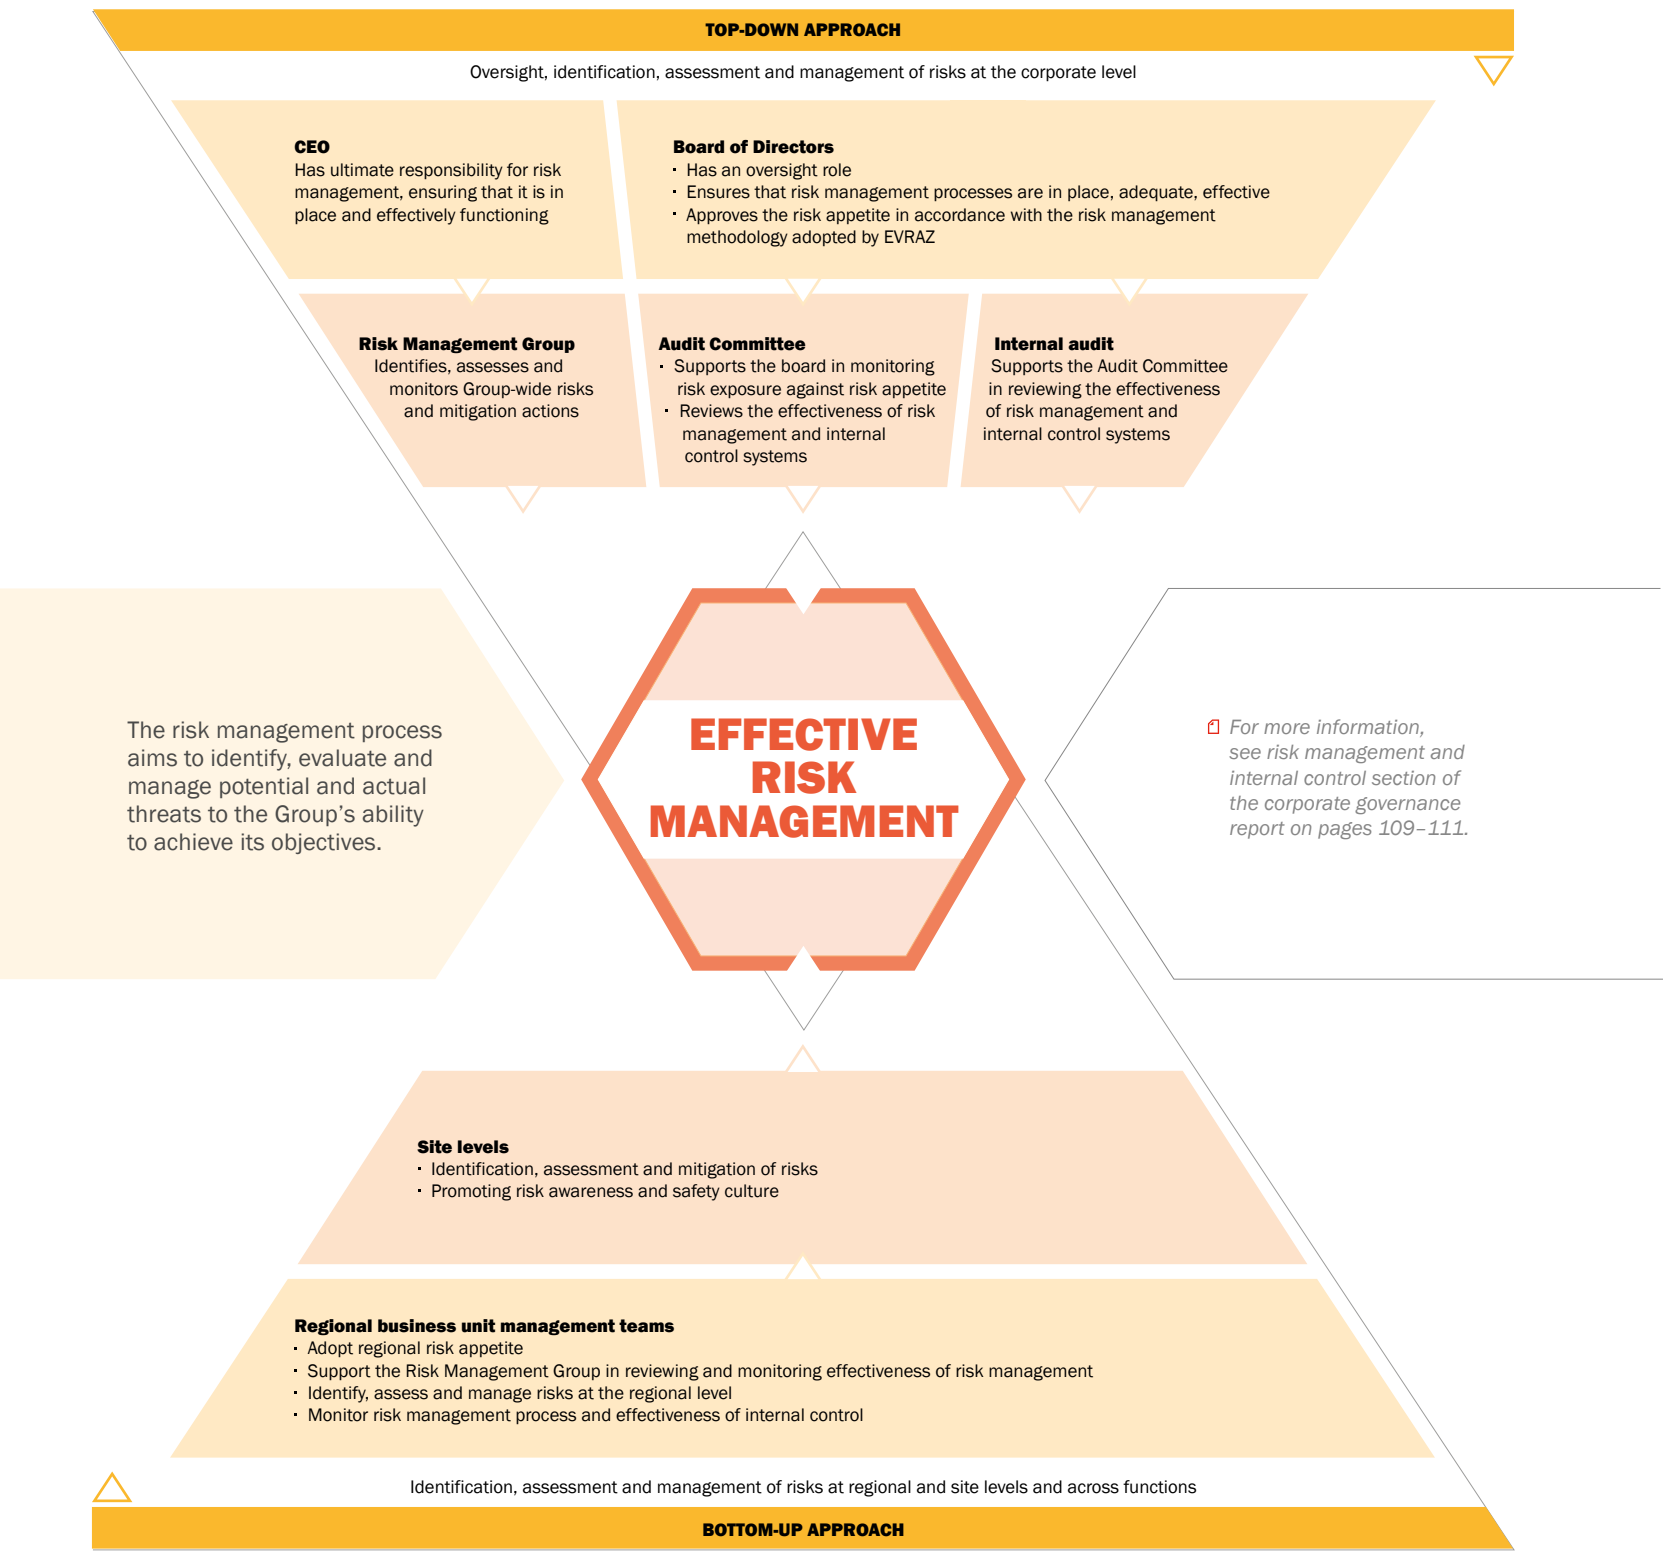 TOP-DOWN APPROACH
Oversight, identification, assessment and management of risks at the corporate level
CEO
Has ultimate responsibility for risk
management, ensuring that it is in
place and effectively functioning
Board of Directors
· Has an oversight role
· Ensures that risk management processes are in place, adequate, effective
· Approves the risk appetite in accordance with the risk management
methodology adopted by EVRAZ
Risk Management Group
Identifies, assesses and
monitors Group-wide risks
and mitigation actions
Audit Committee
· Supports the board in monitoring
risk exposure against risk appetite
· Reviews the effectiveness of risk
management and internal
control systems
Internal audit
Supports the Audit Committee
in reviewing the effectiveness
of risk management and
internal control systems
The risk management process
aims to identify, evaluate and
manage potential and actual
threats to the Group’s ability
to achieve its objectives.
EFFECTIVE
RISK
MANAGEMENT
For more information,
see risk management and
internal control section of
the corporate governance
report on pages 109–111.
Site levels
· Identification, assessment and mitigation of risks
· Promoting risk awareness and safety culture
Regional business unit management teams
· Adopt regional risk appetite
· Support the Risk Management Group in reviewing and monitoring effectiveness of risk management
· Identify, assess and manage risks at the regional level
· Monitor risk management process and effectiveness of internal control
Identification, assessment and management of risks at regional and site levels and across functions
BOTTOM-UP APPROACH